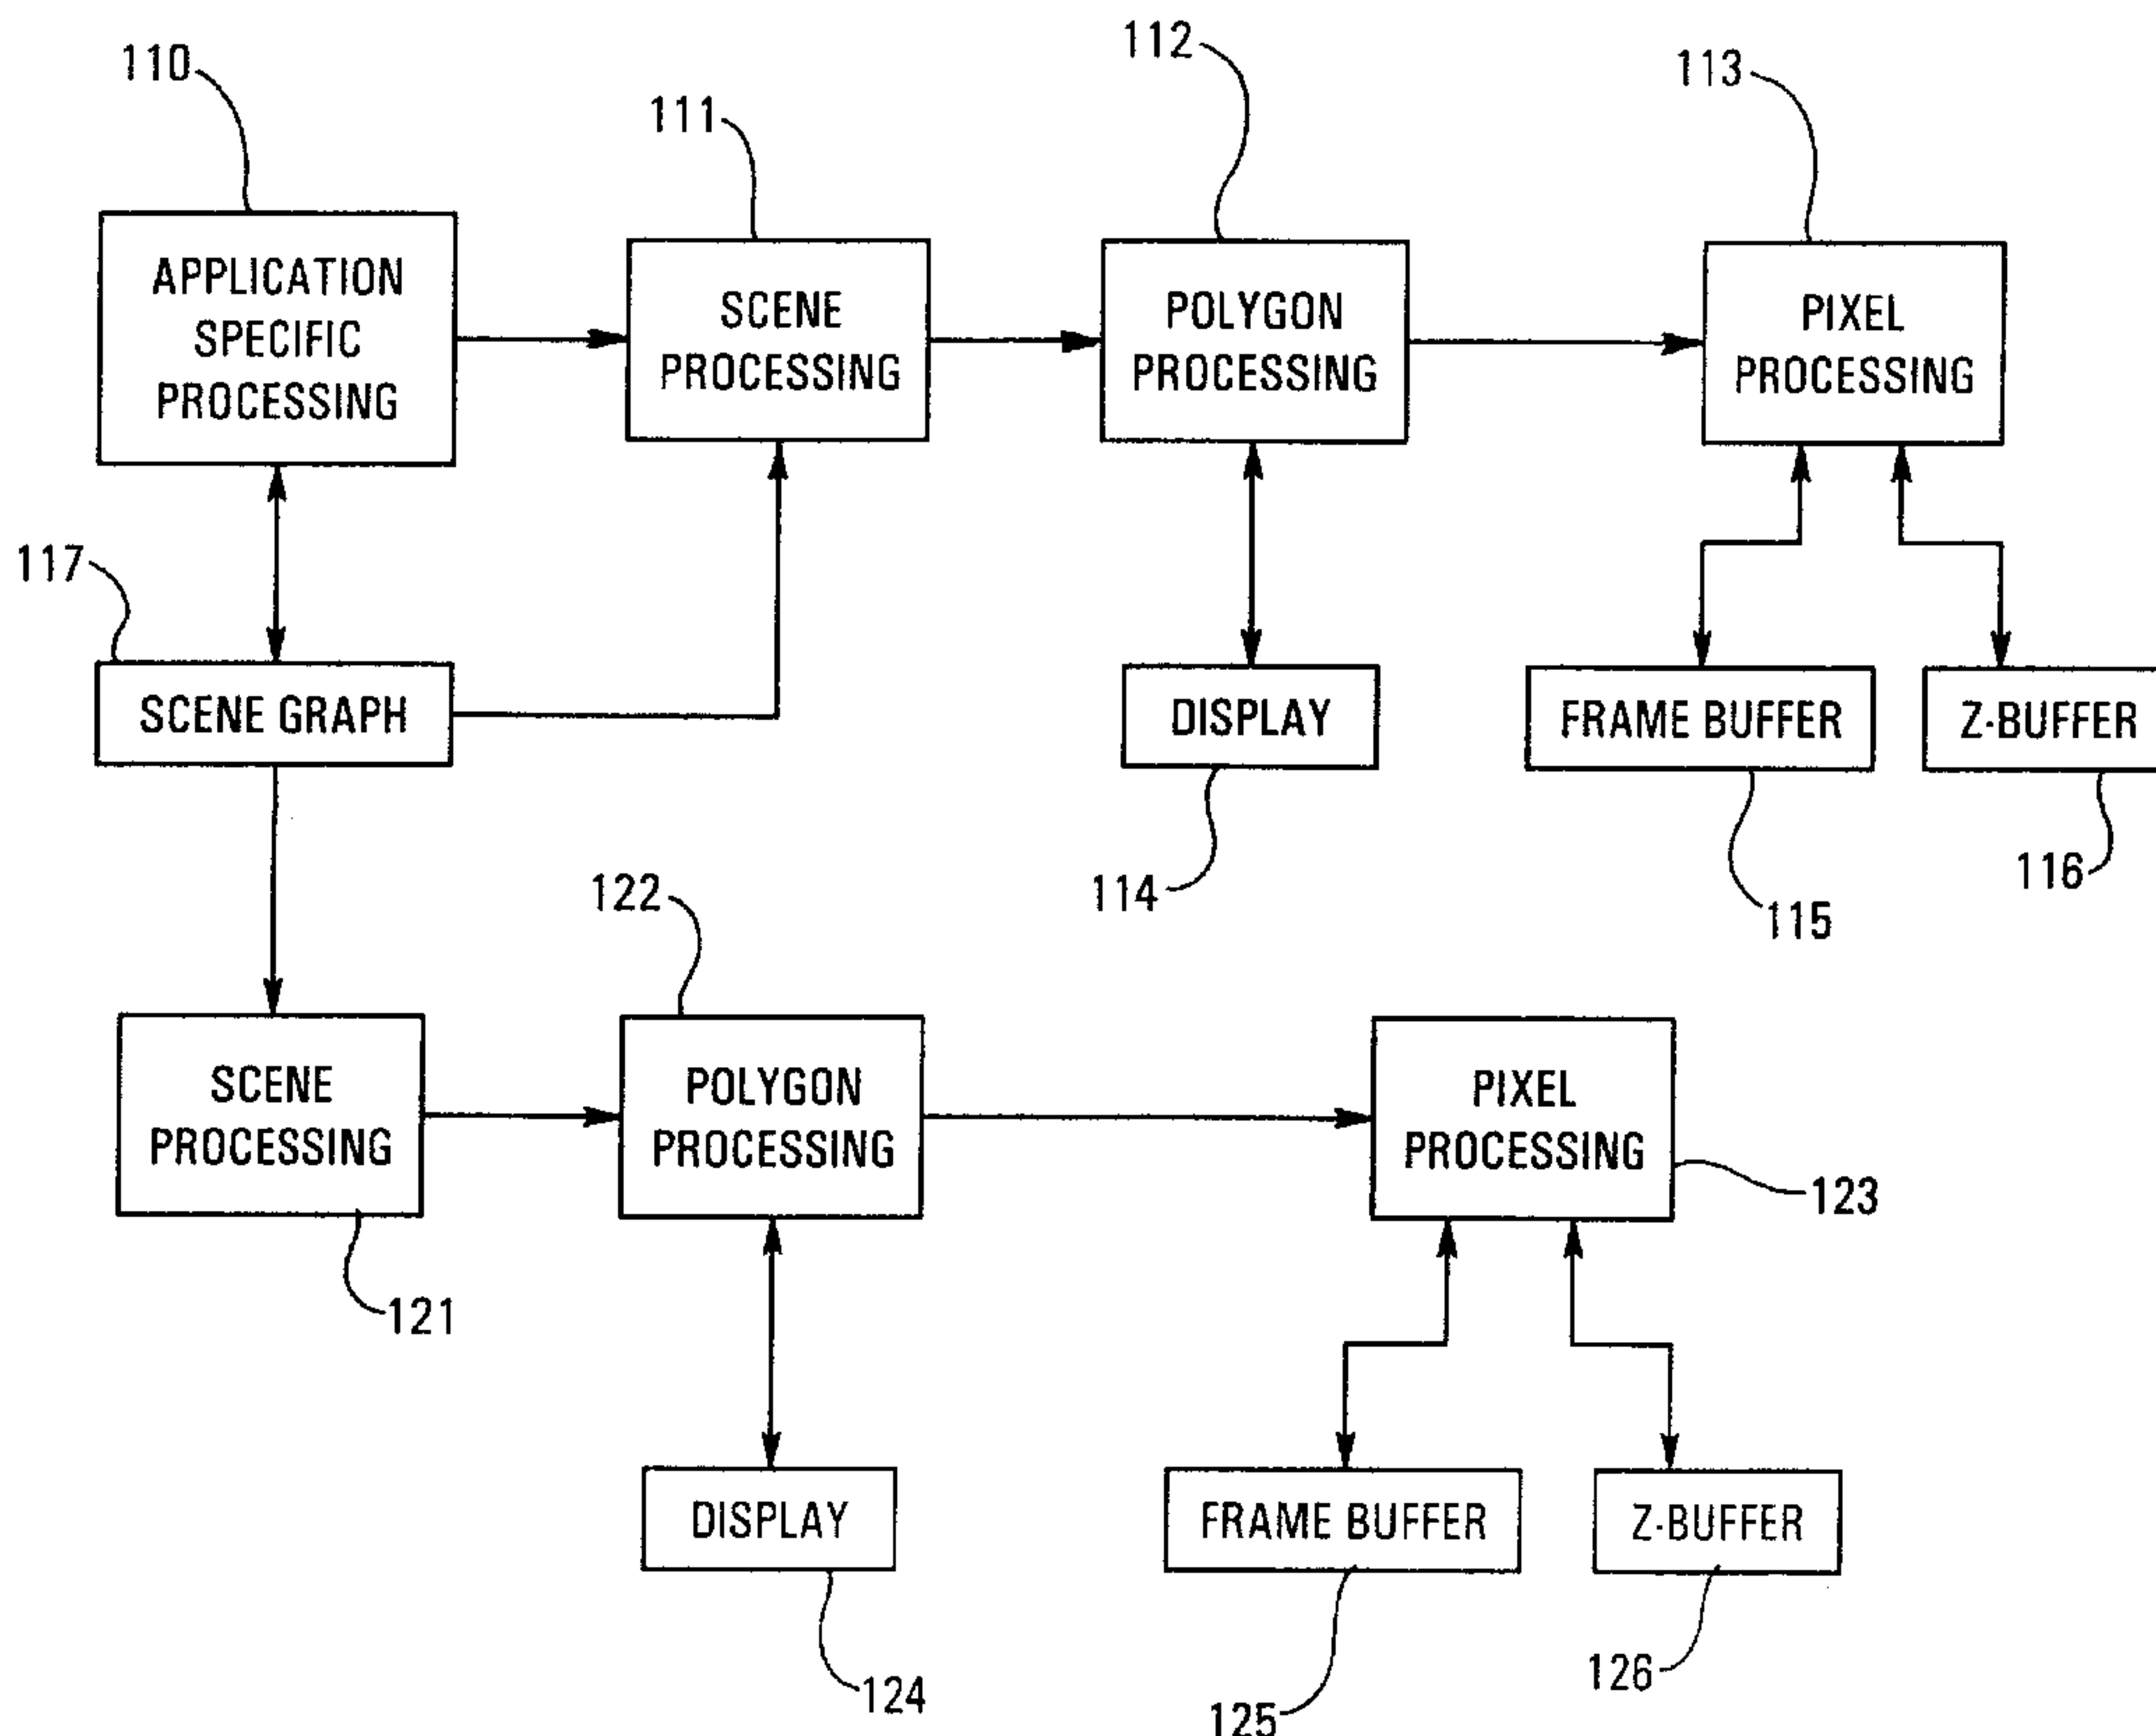 110
112
113
111
APPLICATION
SPECIFIC
PROCESSING
SCENE
PROCESSING
POLYGON
PROCESSING
PIXEL
PROCESSING
117
SCENE GRAPH
DISPLAY
FRAME BUFFER
Z-BUFFER
114
115
116
122
SCENE
PROCESSING
POLYGON
PROCESSING
PIXEL
PROCESSING
123
121
DISPLAY
FRAME BUFFER
Z-BUFFER
124
125
126